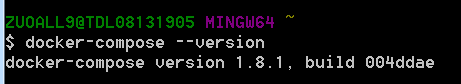 ZUOALL9@TDL08131905 MINGW64 ~
$ docker-compose --version
docker-compose version 1.8.1, build 004ddae